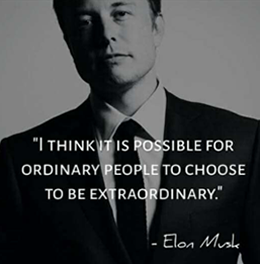 "I THINK IT IS POSSIBLE FOR
ORDINARY PEOPLE TO CHOOSE
TO BE EXTRAORDINARY."
- Elon Musk